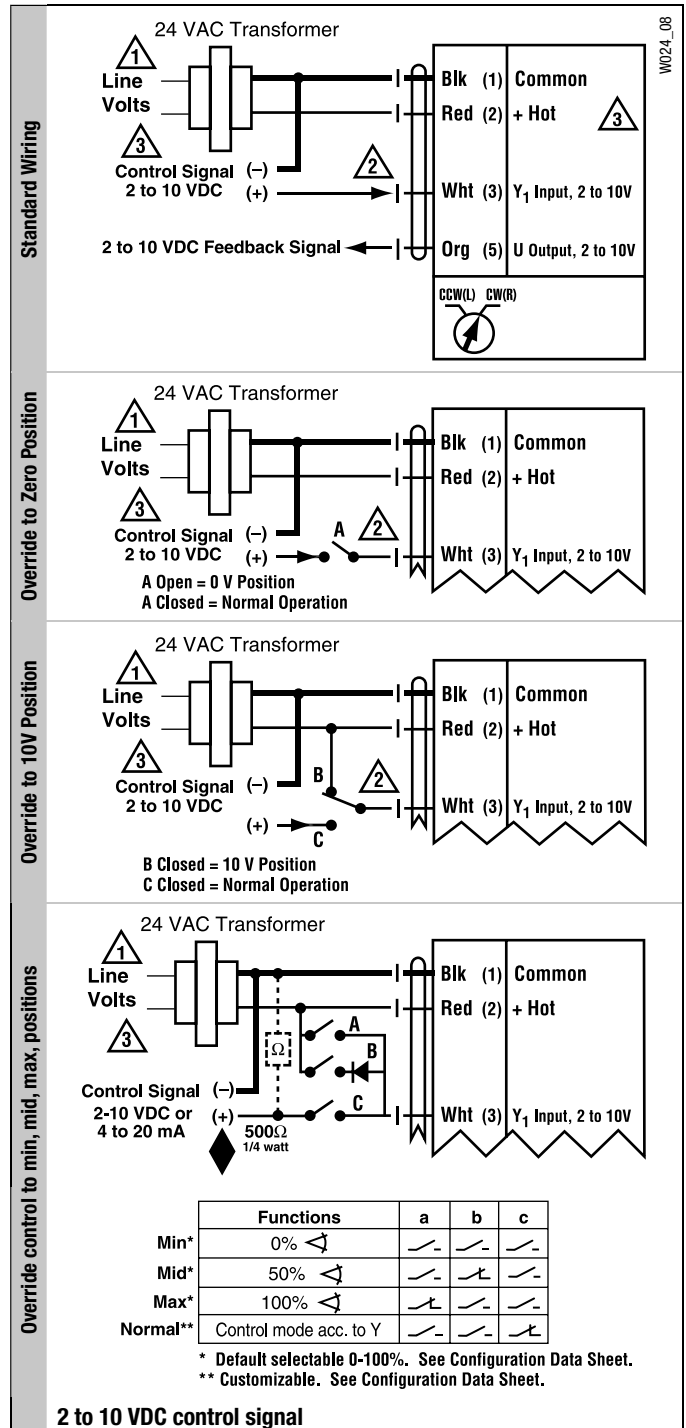 W024_08
Standard Wiring
24 VAC Transformer
1
Line
Volts
3
Control Signal (–)
2 to 10 VDC (+)
2
2 to 10 VDC Feedback Signal
Blk (1) Common
Red (2) + Hot
3
Wht (3) Y1 Input, 2 to 10V
Org (5) U Output, 2 to 10V
CCW(L) CW(R)
Override to Zero Position
24 VAC Transformer
1
Line
Volts
3
Control Signal (–)
2 to 10 VDC (+)
A
2
A Open = 0 V Position
A Closed = Normal Operation
Blk (1) Common
Red (2) + Hot
Wht (3) Y1 Input, 2 to 10V
Override to 10V Position
24 VAC Transformer
1
Line
Volts
3
Control Signal (–)
2 to 10 VDC
(+)
B
2
C
B Closed = 10 V Position
C Closed = Normal Operation
Blk (1) Common
Red (2) + Hot
Wht (3) Y1 Input, 2 to 10V
Override control to min, mid, max, positions
24 VAC Transformer
1
Line
Volts
3
Ω
A
B
C
Control Signal (–)
2-10 VDC or (+)
4 to 20 mA
500Ω
1/4 watt
Blk (1) Common
Red (2) + Hot
Wht (3) Y1 Input, 2 to 10V
Functions a b c
Min* 0%
Mid* 50%
Max* 100%
Normal** Control mode acc. to Y
* Default selectable 0-100%. See Configuration Data Sheet.
** Customizable. See Configuration Data Sheet.
2 to 10 VDC control signal